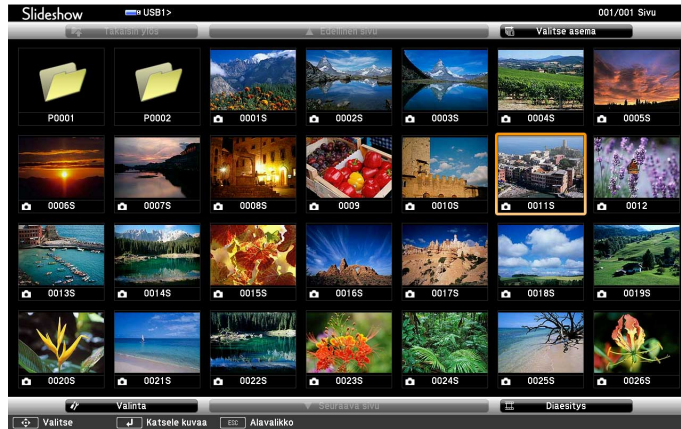 Slideshow USB1> 001/001 Sivu
Takaisin ylös Edellinen sivu Valitse asema
P0001 P0002 0001S 0002S 0003S 0004S 0005S
0006S 0007S 0008S 0009 0010S 0011S 0012
0013S 0014S 0015S 0016S 0017S 0018S 0019S
0020S 0021S 0022S 0023S 0024S 0025S 0026S
Valinta Seuraava sivu Diaesitys
Valitse Katsele kuvaa ESC Alavalikko